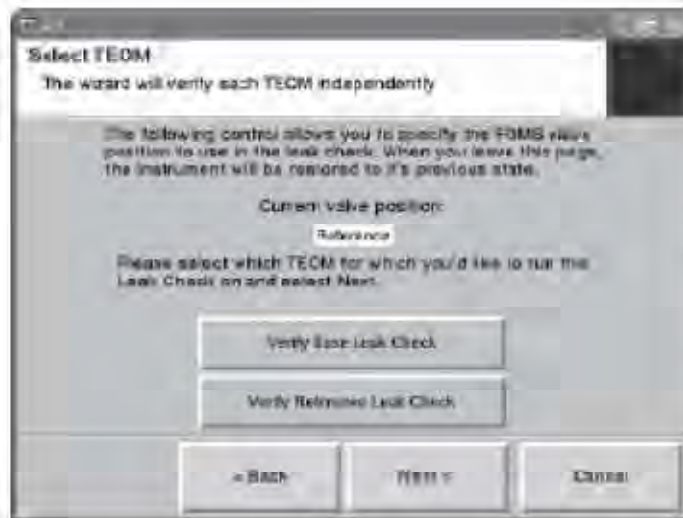 Select TEOM
The wizard will verify each TEOM independently
The following control allows you to specify the FDMS valve
position to use in the leak check. When you leave this page,
the instrument will be restored to it's previous state.
Current valve position:
Reference
Please select which TEOM for which you'd like to run the
Leak Check on and select Next.
Verify Base Leak Check
Verify Reference Leak Check
< Back
Next >
Cancel